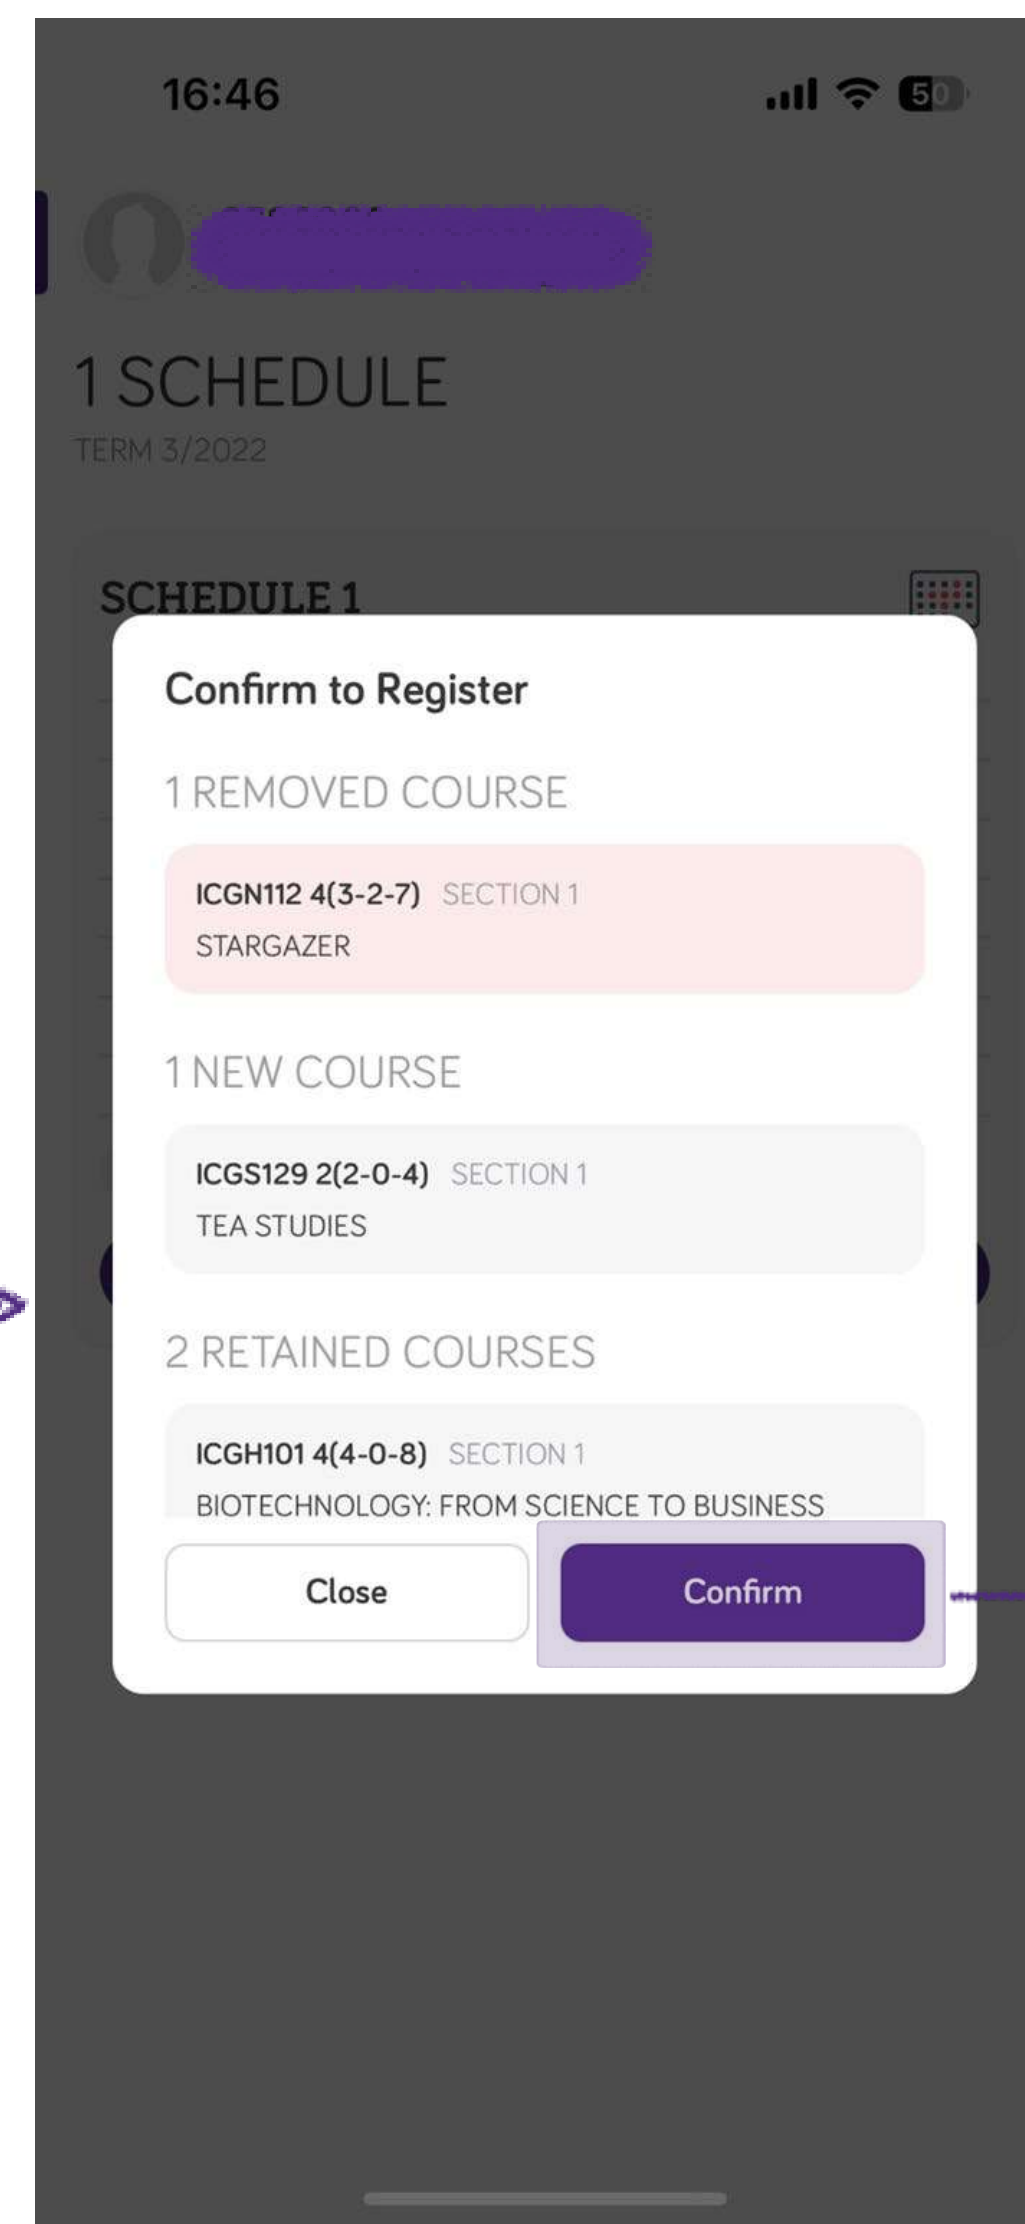 16:46
50
1 SCHEDULE
TERM 3/2022
SCHEDULE 1
Confirm to Register
1 REMOVED COURSE
ICGN112 4(3-2-7) SECTION 1
STARGAZER
1 NEW COURSE
ICGS129 2(2-0-4) SECTION 1
TEA STUDIES
2 RETAINED COURSES
ICGH101 4(4-0-8) SECTION 1
BIOTECHNOLOGY: FROM SCIENCE TO BUSINESS
Close
Confirm